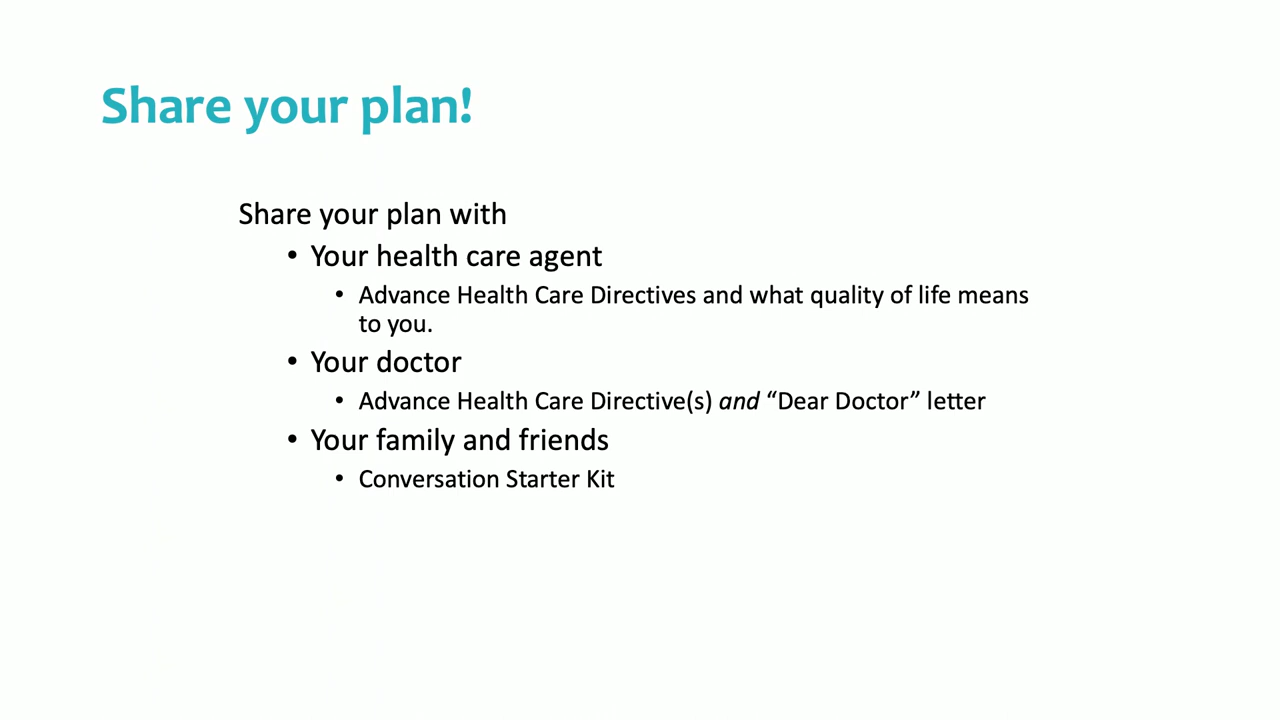 Share your plan!
Share your plan with
• Your health care agent
• Advance Health Care Directives and what quality of life means
to you.
• Your doctor
• Advance Health Care Directive(s) and “Dear Doctor” letter
• Your family and friends
• Conversation Starter Kit